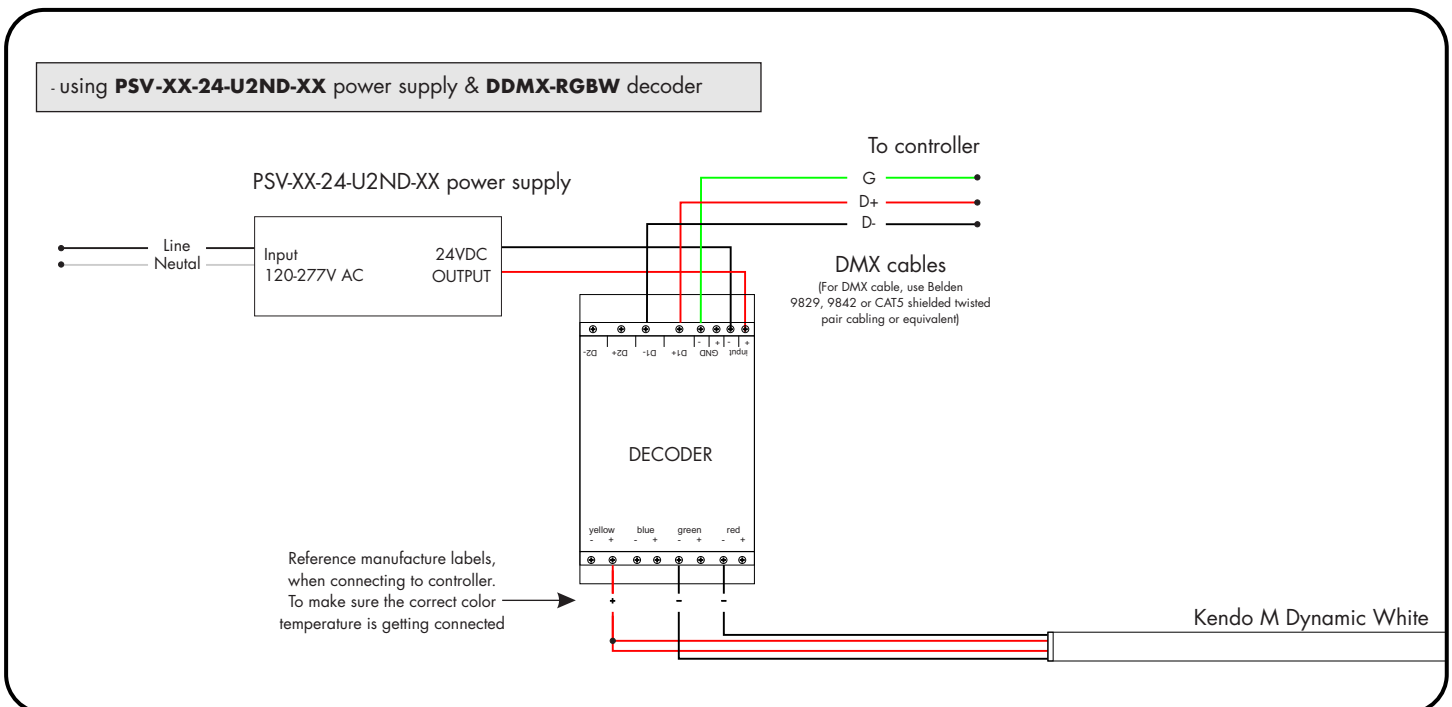 - using PSV-XX-24-U2ND-XX power supply & DDMX-RGBW decoder
To controller
G
D+
D-
PSV-XX-24-U2ND-XX power supply
Line
Neutal
Input
120-277V AC
24VDC
OUTPUT
DMX cables
(For DMX cable, use Belden
9829, 9842 or CAT5 shielded twisted
pair cabling or equivalent)
- + - +
D2- D2+ D1- D1+ GND input
DECODER
yellow blue green red
- + - + - + - +
Reference manufacture labels,
when connecting to controller.
To make sure the correct color
temperature is getting connected
+ - -
Kendo M Dynamic White